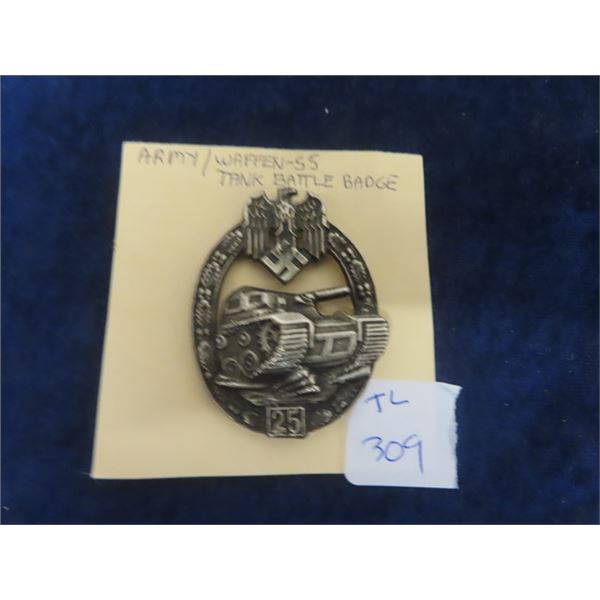 ARMY/WAFFEN-SS
TANK BATTLE BADGE
25
TL
309